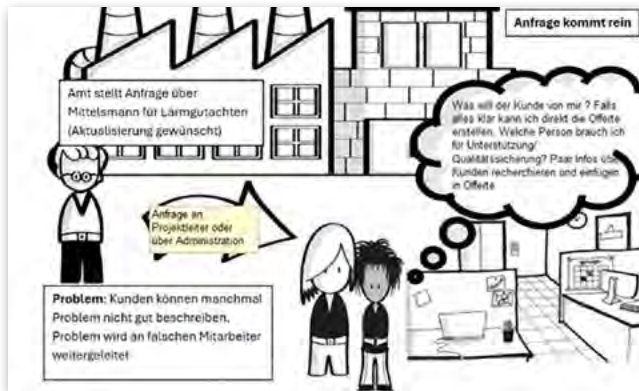 Anfrage kommt rein
Amt stellt Anfrage über
Mittelsmann für Lärmgutachten
(Aktualisierung gewünscht)
Was will der Kunde von mir ? Falls
alles klar kann ich direkt die Offerte
erstellen. Welche Person brauch ich
für Unterstützung/
Qualitätssicherung? Paar Infos über
Kunden recherchieren und einfügen
in Offerte
Anfrage an
Projektleiter oder
über Administration
Problem: Kunden können manchmal
Problem nicht gut beschreiben.
Problem wird an falschen Mitarbeiter
weitergeleitet